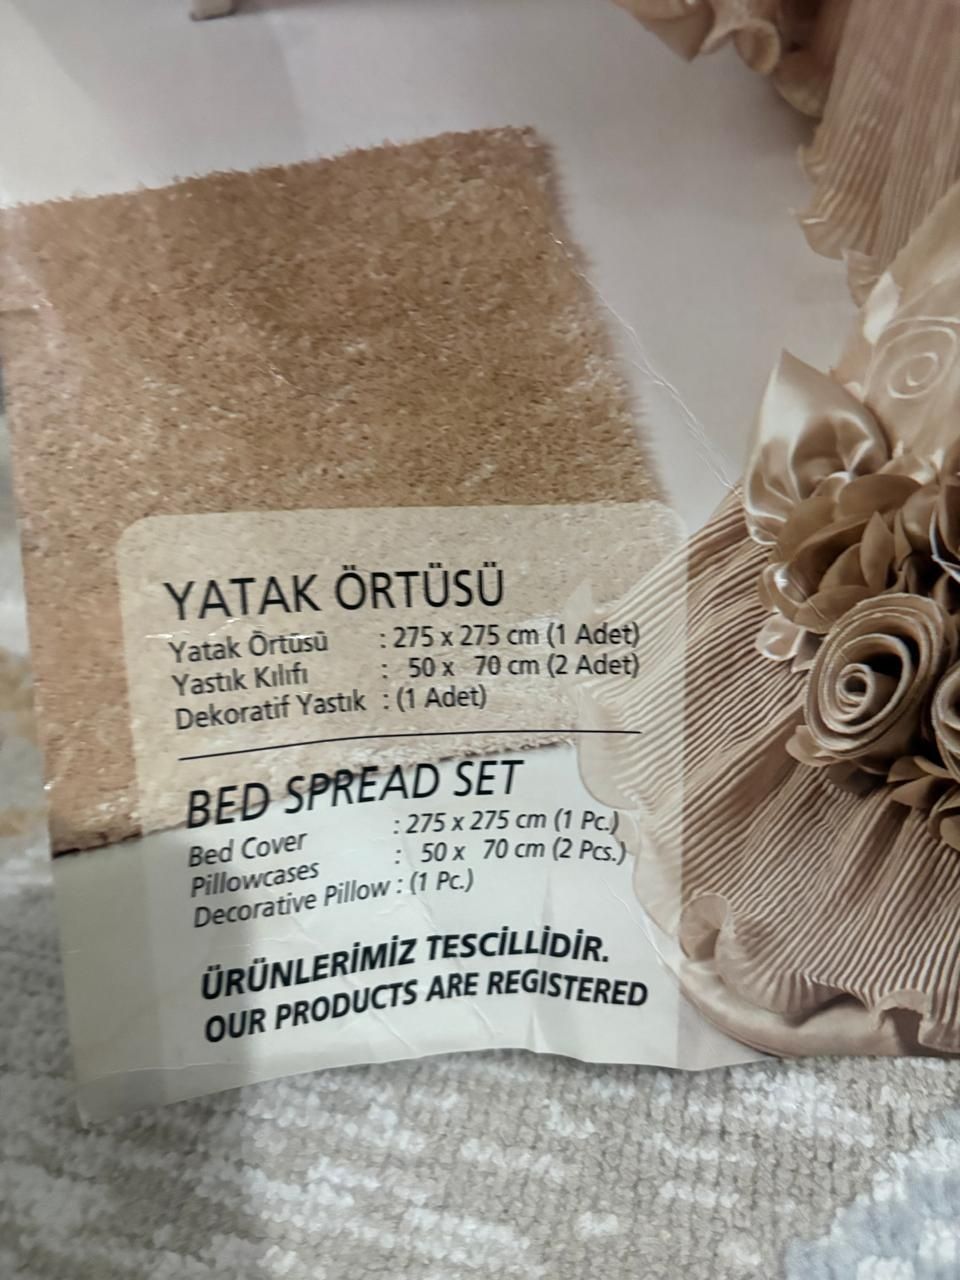 YATAK ÖRTÜSÜ
Yatak Örtüsü : 275 x 275 cm (1 Adet)
Yastık Kılıfı : 50 x 70 cm (2 Adet)
Dekoratif Yastık : (1 Adet)
BED SPREAD SET
Bed Cover : 275 x 275 cm (1 Pc.)
Pillowcases : 50 x 70 cm (2 Pcs.)
Decorative Pillow : (1 Pc.)
ÜRÜNLERİMİZ TESCİLLİDİR.
OUR PRODUCTS ARE REGISTERED